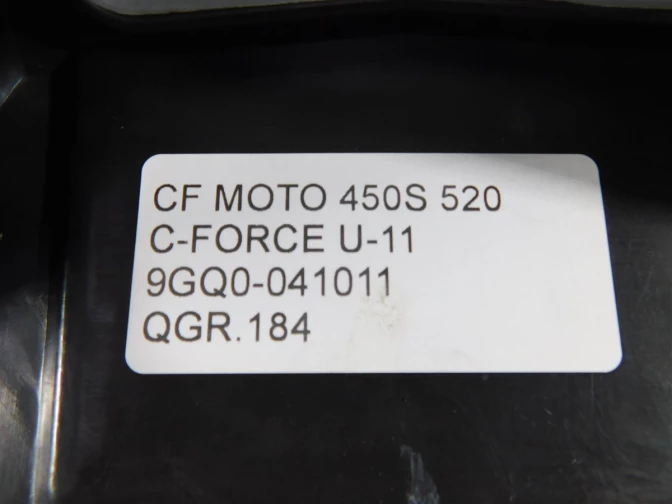 CF MOTO 450S 520
C-FORCE U-11
9GQ0-041011
QGR.184